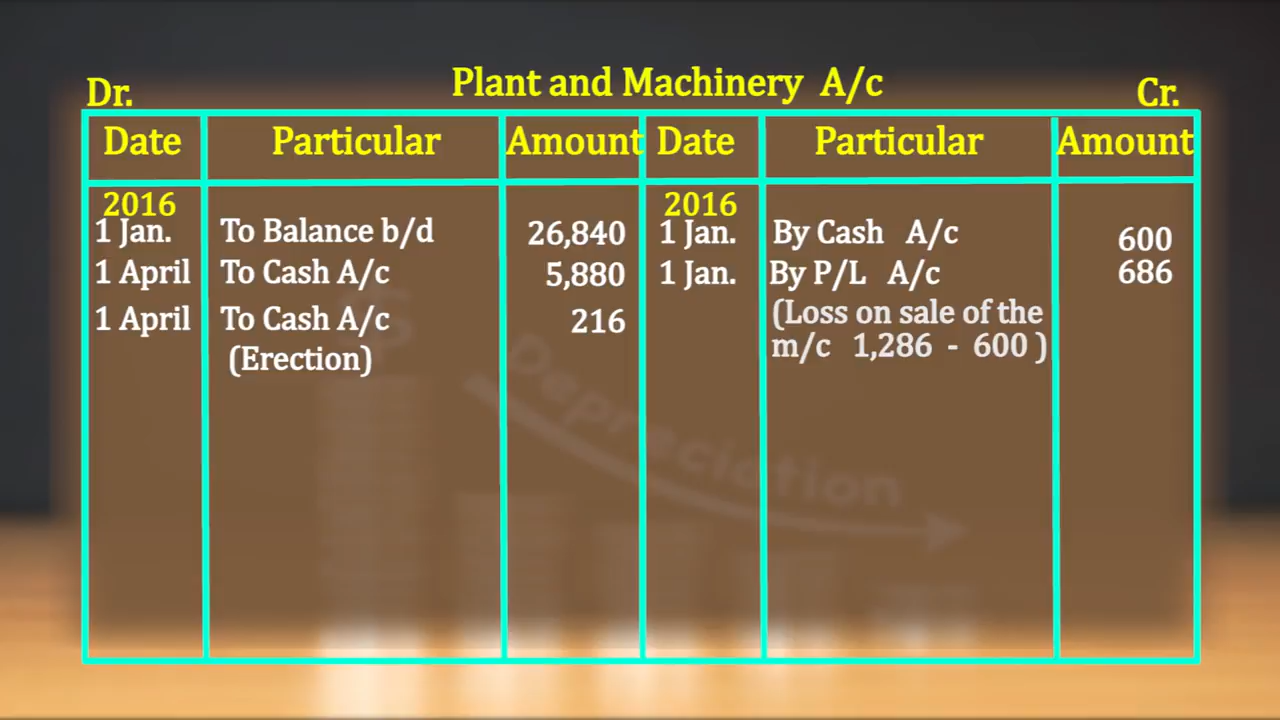 Dr. Plant and Machinery A/c Cr.
Date Particular Amount Date Particular Amount
2016 2016
1 Jan. To Balance b/d 26,840 1 Jan. By Cash A/c 600
1 April To Cash A/c 5,880 1 Jan. By P/L A/c 686
1 April To Cash A/c 216 (Loss on sale of the
(Erection) m/c 1,286 - 600 )
$
Depreciation